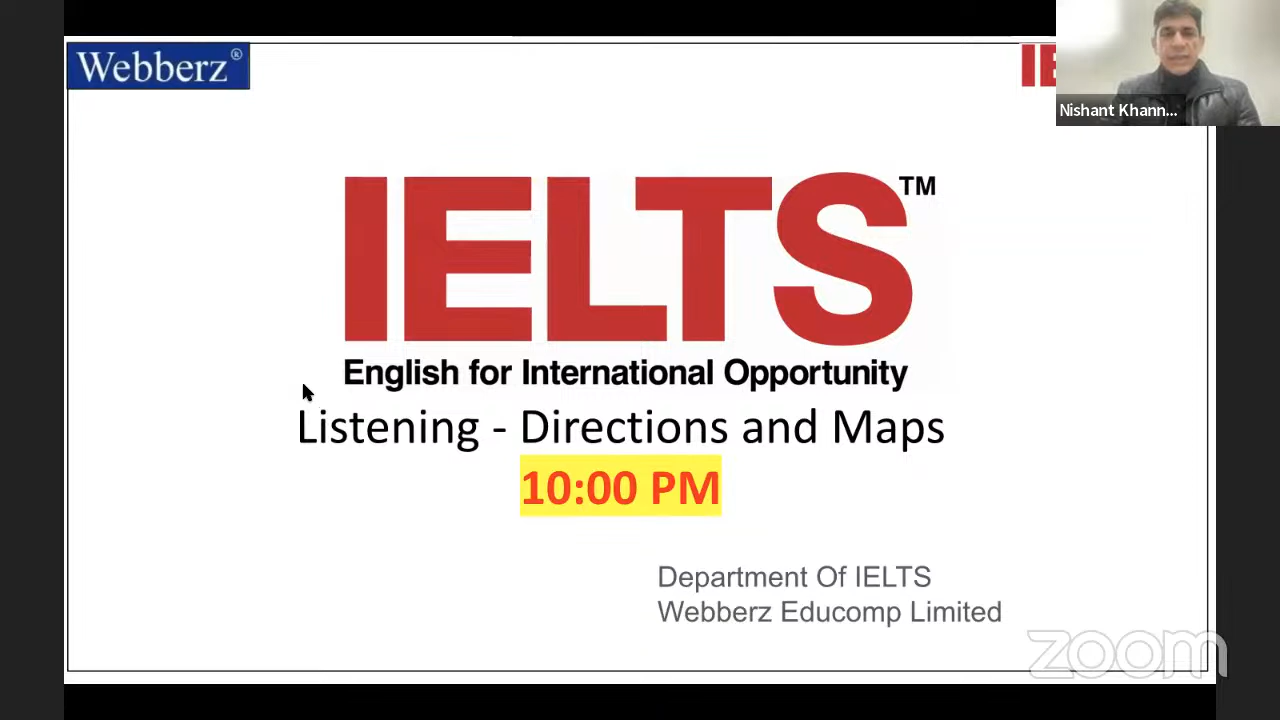 Webberz®
IE
Nishant Khann...
IELTS™
English for International Opportunity
Listening - Directions and Maps
10:00 PM
Department Of IELTS
Webberz Educomp Limited
zoom